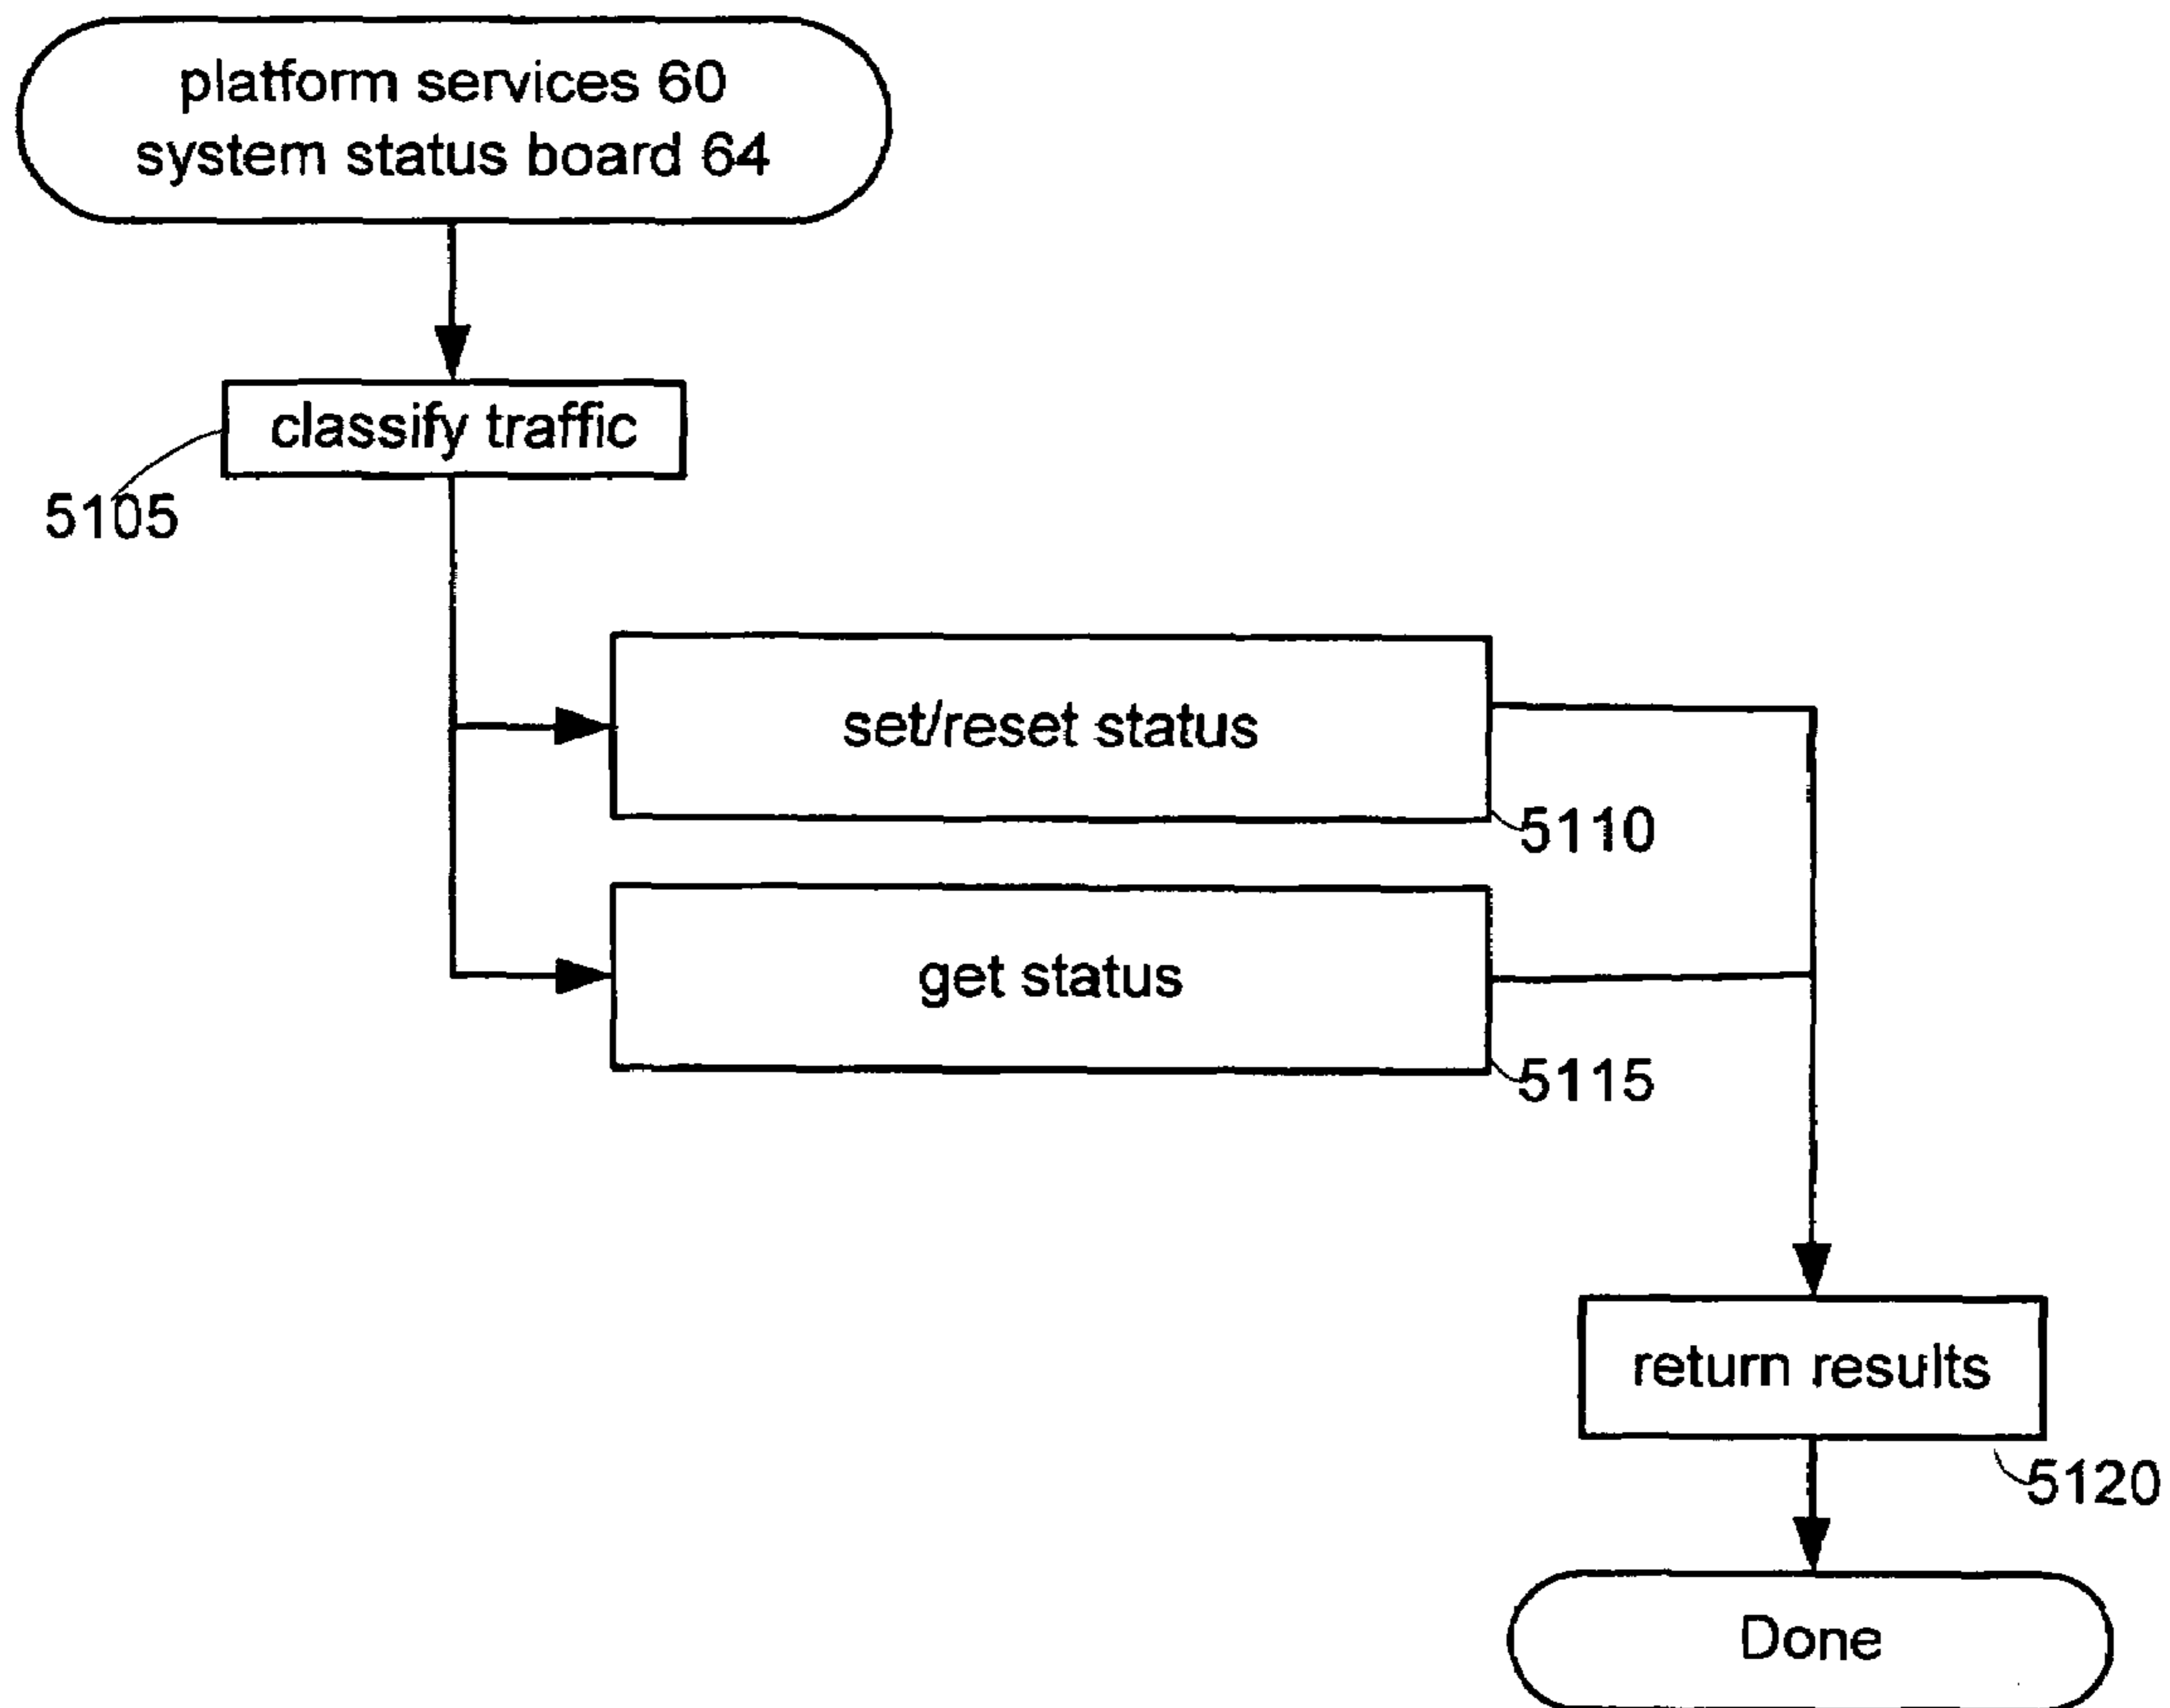 platform services 60
system status board 64
classify traffic
5105
set/reset status
5110
get status
5115
return results
5120
Done